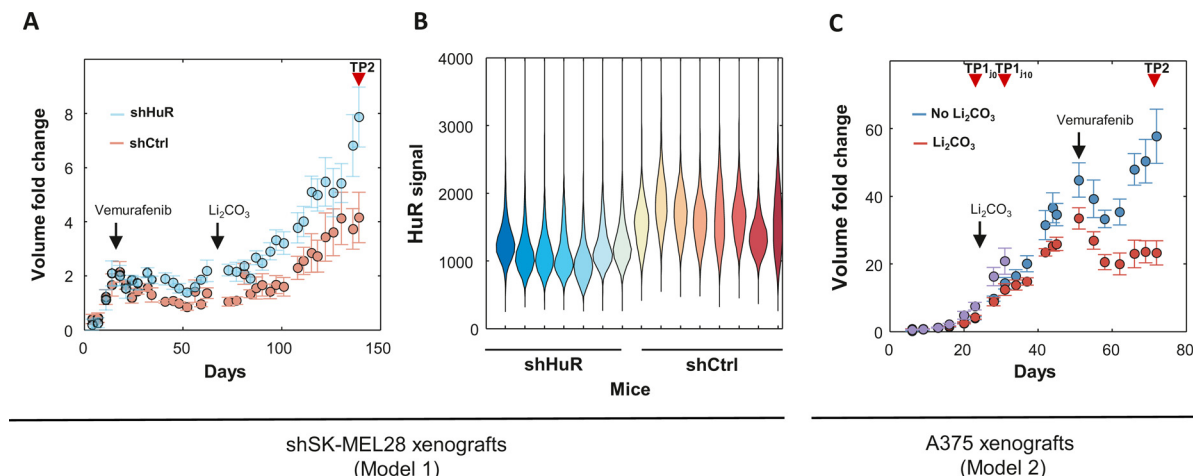 A
TP2
8
6
4
2
0
Volume fold change
shHuR
shCtrl
Vemurafenib
Li₂CO₃
0
50
100
150
Days
B
4000
3000
2000
1000
0
HuR signal
shHuR
shCtrl
Mice
shSK-MEL28 xenografts
(Model 1)
C
TP1j0 TP1j10
TP2
60
40
20
0
Volume fold change
No Li₂CO₃
Li₂CO₃
Vemurafenib
Li₂CO₃
0
20
40
60
80
Days
A375 xenografts
(Model 2)